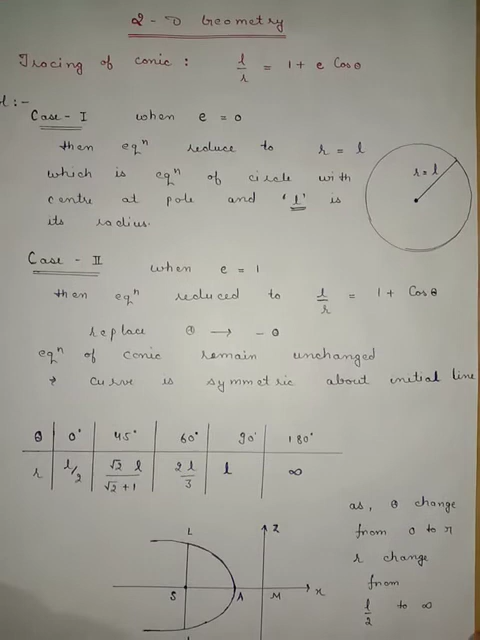 2-D Geometry
Tracing of conic : l/r = 1 + e Cosθ
:-
Case - I when e = 0
then eqⁿ reduce to r = l
which is eqⁿ of circle with
centre at pole and 'l' is
its radius.
r = l
Case - II when e = 1
then eqⁿ reduced to l/r = 1 + Cosθ
replace θ → -θ
eqⁿ of conic remain unchanged
⇒ curve is symmetric about initial line
θ 0° 45° 60° 90° 180°
r l/2 √2 l/√2+1 2l/3 l ∞
as, θ change
from 0 to π
r change
from
l/2 to ∞
L Z
S A M x